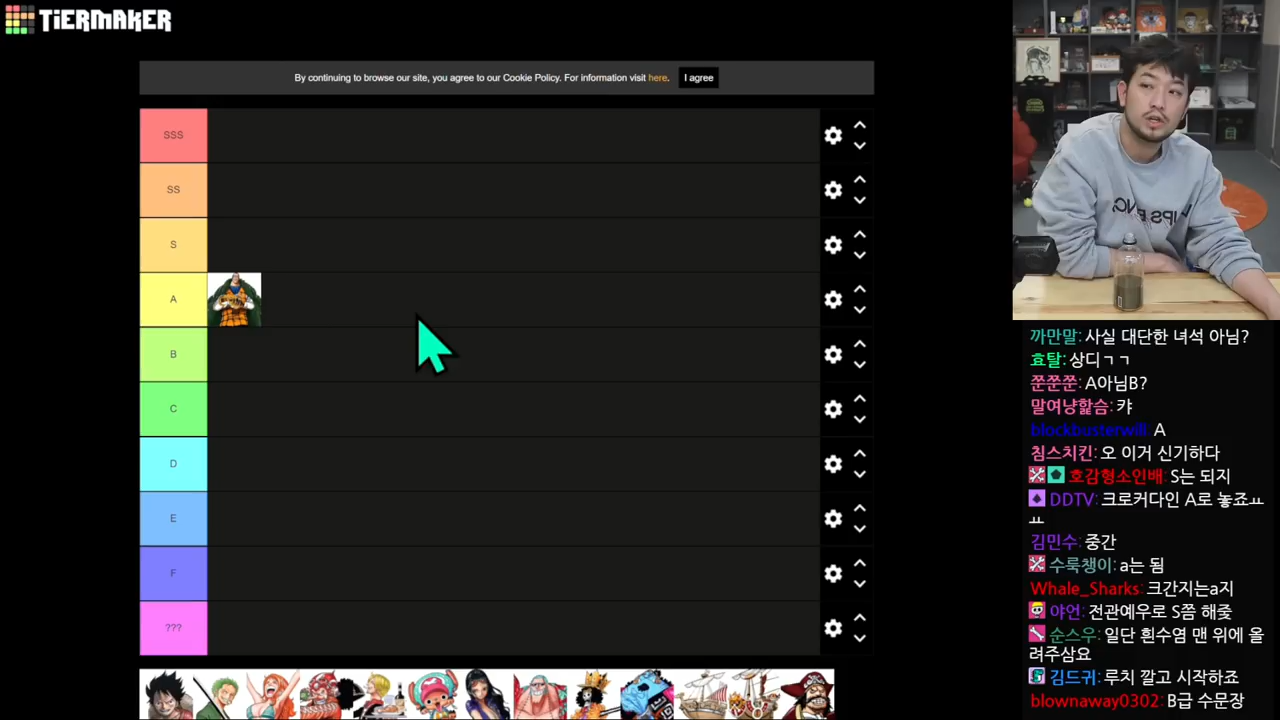 TIERMAKER
By continuing to browse our site, you agree to our Cookie Policy. For information visit here. I agree
SSS
SS
S
A
B
C
D
E
F
???
까만말: 사실 대단한 녀석 아님?
효탈: 상디ㄱㄱ
쭌쭌쭌: A아님B?
말여냥핥슴: 캬
blockbusterwill: A
침스치킨: 오 이거 신기하다
호감형소인배: S는 되지
DDTV: 크로커다인 A로 놓죠ㅛ
ㅛ
김민수: 중간
수룩챙이: a는 됨
Whale_Sharks: 크간지는a지
야언: 전관예우로 S쯤 해줒
순스우: 일단 흰수염 맨 위에 올
려주삼요
김드귀: 루치 깔고 시작하죠
blownaway0302: B급 수문장